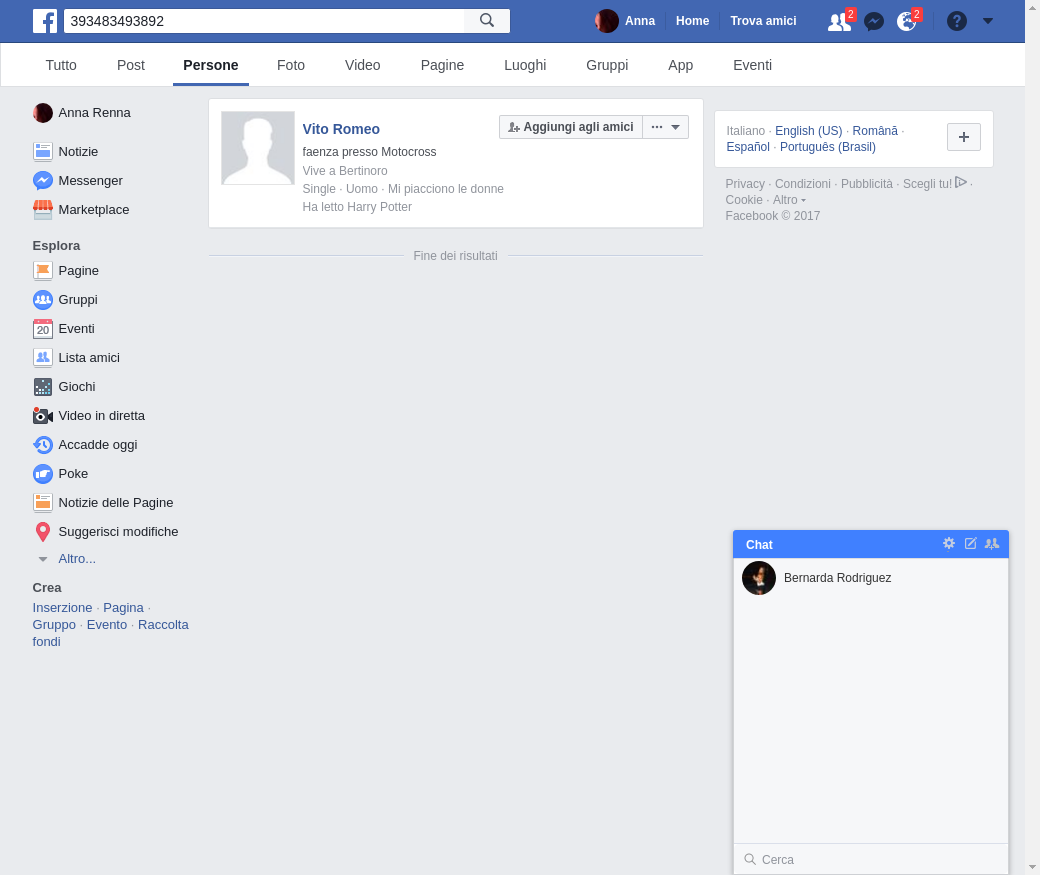 393483493892
Anna
Home
Trova amici
2
2
?
Tutto
Post
Persone
Foto
Video
Pagine
Luoghi
Gruppi
App
Eventi
Anna Renna
Notizie
Messenger
Marketplace
Esplora
Pagine
Gruppi
20
Eventi
Lista amici
Giochi
Video in diretta
Accadde oggi
Poke
Notizie delle Pagine
Suggerisci modifiche
Altro...
Crea
Inserzione · Pagina ·
Gruppo · Evento · Raccolta
fondi
Vito Romeo
faenza presso Motocross
Vive a Bertinoro
Single · Uomo · Mi piacciono le donne
Ha letto Harry Potter
Aggiungi agli amici
Fine dei risultati
Italiano · English (US) · Română ·
Español · Português (Brasil)
Privacy · Condizioni · Pubblicità · Scegli tu! ·
Cookie · Altro
Facebook © 2017
Chat
Bernarda Rodriguez
Cerca